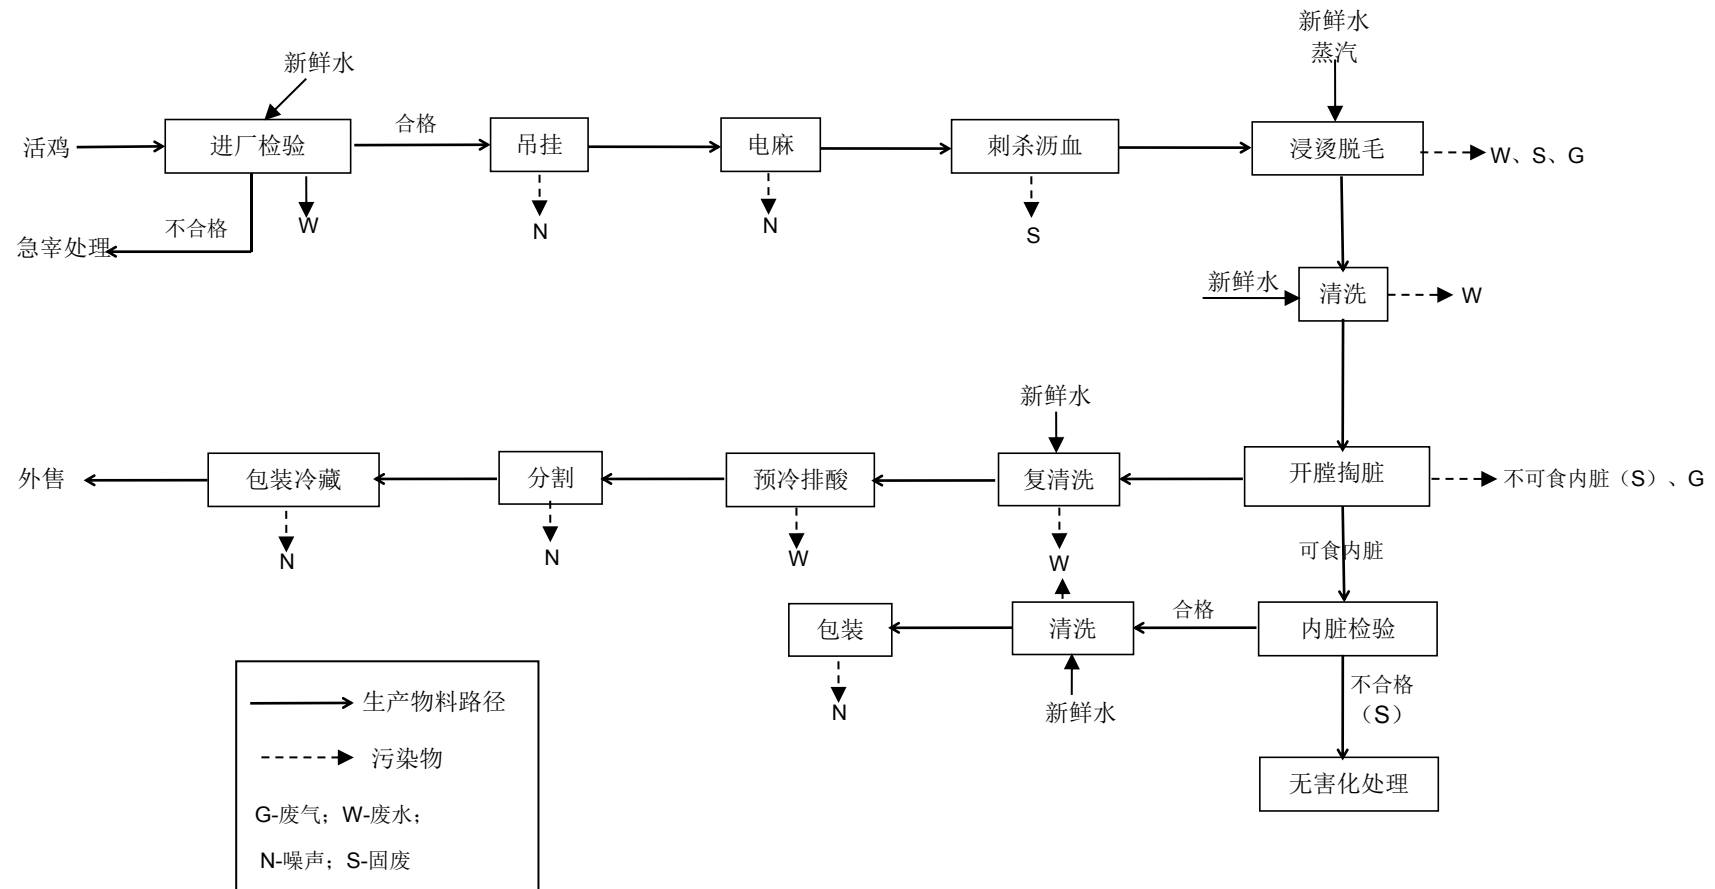 新鲜水
蒸汽
新鲜水
活鸡
进厂检验
合格
吊挂
电麻
刺杀沥血
浸烫脱毛
W、S、G
不合格
W
N
N
S
急宰处理
新鲜水
清洗
W
新鲜水
外售
包装冷藏
分割
预冷排酸
复清洗
开膛掏脏
不可食内脏（S）、G
N
N
W
W
可食内脏
包装
清洗
合格
内脏检验
N
新鲜水
不合格
（S）
无害化处理
生产物料路径
污染物
G-废气；W-废水；
N-噪声；S-固废